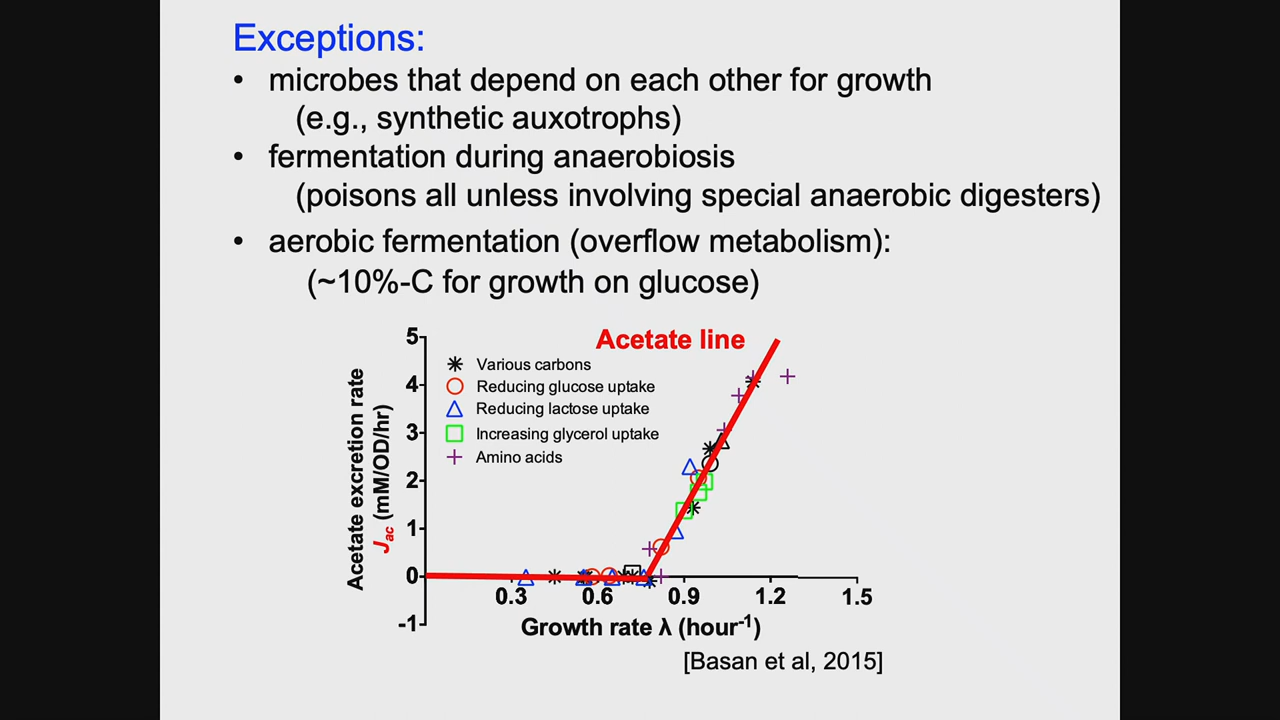 Exceptions:
• microbes that depend on each other for growth
(e.g., synthetic auxotrophs)
• fermentation during anaerobiosis
(poisons all unless involving special anaerobic digesters)
• aerobic fermentation (overflow metabolism):
(~10%-C for growth on glucose)
Acetate line
Various carbons
Reducing glucose uptake
Reducing lactose uptake
Increasing glycerol uptake
Amino acids
Acetate excretion rate
Jac (mM/OD/hr)
5
4
3
2
1
0
-1
0.3 0.6 0.9 1.2 1.5
Growth rate λ (hour-1)
[Basan et al, 2015]